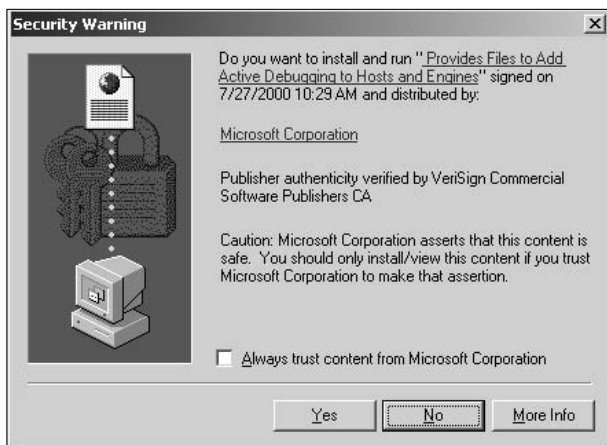 Security Warning
Do you want to install and run " Provides Files to Add
Active Debugging to Hosts and Engines" signed on
7/27/2000 10:29 AM and distributed by:
Microsoft Corporation
Publisher authenticity verified by VeriSign Commercial
Software Publishers CA
Caution: Microsoft Corporation asserts that this content is
safe. You should only install/view this content if you trust
Microsoft Corporation to make that assertion.
Always trust content from Microsoft Corporation
Yes
No
More Info